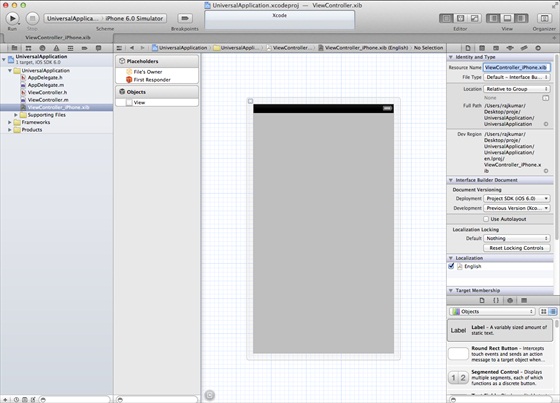 UniversalApplication.xcodeproj — ViewController.xib
UniversalApplica... iPhone 6.0 Simulator
Xcode
Run Stop Scheme Breakpoints
Editor View Organizer
ViewController_iPhone.xib
UniversalApplication
ViewController.xib
ViewController.xib (English)
No Selection
UniversalApplication
1 target, iOS SDK 6.0
UniversalApplication
AppDelegate.h
AppDelegate.m
ViewController.h
ViewController.m
ViewController_iPhone.xib
Supporting Files
Frameworks
Products
Placeholders
File's Owner
First Responder
Objects
View
Identity and Type
Resource Name ViewController_iPhone.xib
File Type Default - Interface Bu...
Location Relative to Group
None
Full Path /Users/rajkumar/
Desktop/proje/
UniversalApplication/
UniversalApplication/
Dev Region /Users/rajkumar/
Desktop/proje/
UniversalApplication/
UniversalApplication/
en.lproj/
ViewController_iPhone.x
ib
Interface Builder Document
Document Versioning
Deployment Project SDK (iOS 6.0)
Development Previous Version (Xco...
Use Autolayout
Localization Locking
Default Nothing
Reset Locking Controls
Localization
English
Target Membership
Objects
Label Label - A variably sized amount of
static text.
Round Rect Button - Intercepts
touch events and sends an action
message to a target object when...
1 2 Segmented Control - Displays
multiple segments, each of which
functions as a discrete button.